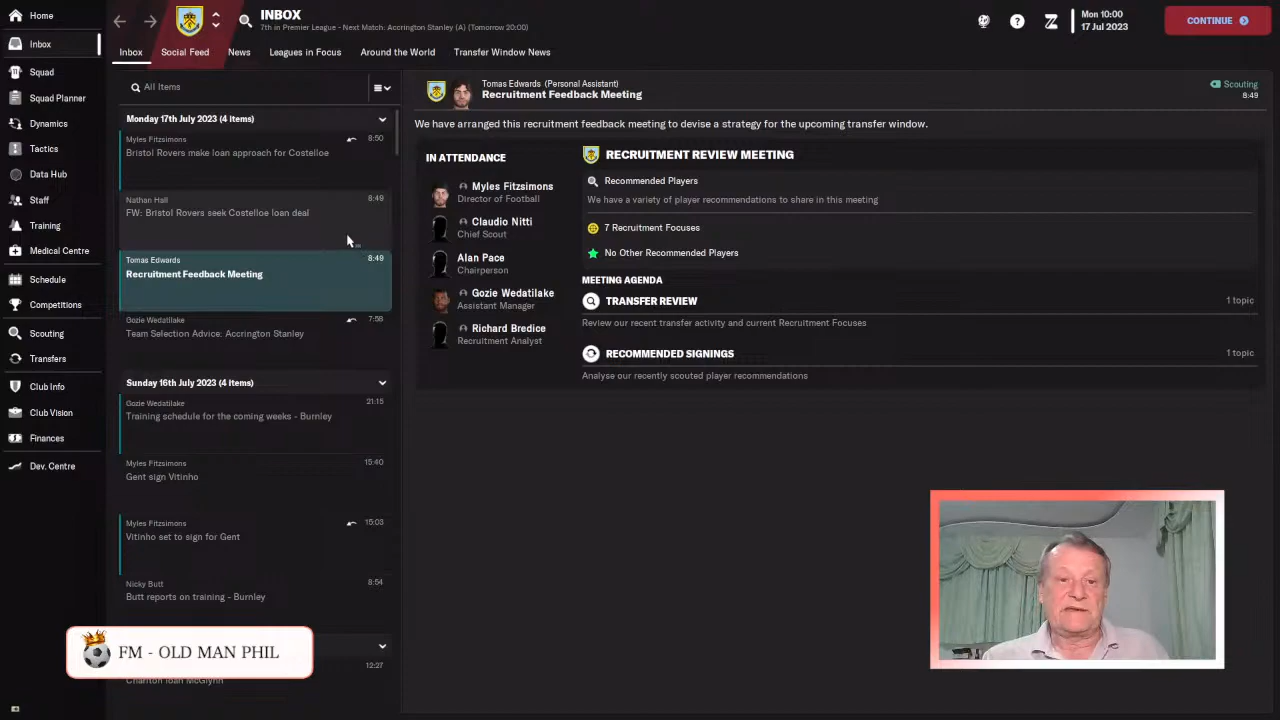 Home
Inbox
Squad
Squad Planner
Dynamics
Tactics
Data Hub
Staff
Training
Medical Centre
Schedule
Competitions
Scouting
Transfers
Club Info
Club Vision
Finances
Dev. Centre
INBOX
7th in Premier League - Next Match: Accrington Stanley (A) (Tomorrow 20:00)
Mon 10:00
17 Jul 2023
CONTINUE
Inbox
Social Feed
News
Leagues in Focus
Around the World
Transfer Window News
All Items
Monday 17th July 2023 (4 Items)
Myles Fitzsimons
8:50
Bristol Rovers make loan approach for Costelloe
Nathan Hall
8:49
FW: Bristol Rovers seek Costelloe loan deal
Tomas Edwards
8:49
Recruitment Feedback Meeting
Gozie Wedatilake
7:58
Team Selection Advice: Accrington Stanley
Sunday 16th July 2023 (4 Items)
Gozie Wedatilake
21:15
Training schedule for the coming weeks - Burnley
Myles Fitzsimons
15:40
Gent sign Vitinho
Myles Fitzsimons
15:03
Vitinho set to sign for Gent
Nicky Butt
8:54
Butt reports on training - Burnley
12:27
Charlton loan McGlynn
FM - OLD MAN PHIL
Tomas Edwards (Personal Assistant)
Recruitment Feedback Meeting
Scouting
8:49
We have arranged this recruitment feedback meeting to devise a strategy for the upcoming transfer window.
IN ATTENDANCE
Myles Fitzsimons
Director of Football
Claudio Nitti
Chief Scout
Alan Pace
Chairperson
Gozie Wedatilake
Assistant Manager
Richard Bredice
Recruitment Analyst
RECRUITMENT REVIEW MEETING
Recommended Players
We have a variety of player recommendations to share in this meeting
7 Recruitment Focuses
No Other Recommended Players
MEETING AGENDA
TRANSFER REVIEW
1 topic
Review our recent transfer activity and current Recruitment Focuses
RECOMMENDED SIGNINGS
1 topic
Analyse our recently scouted player recommendations